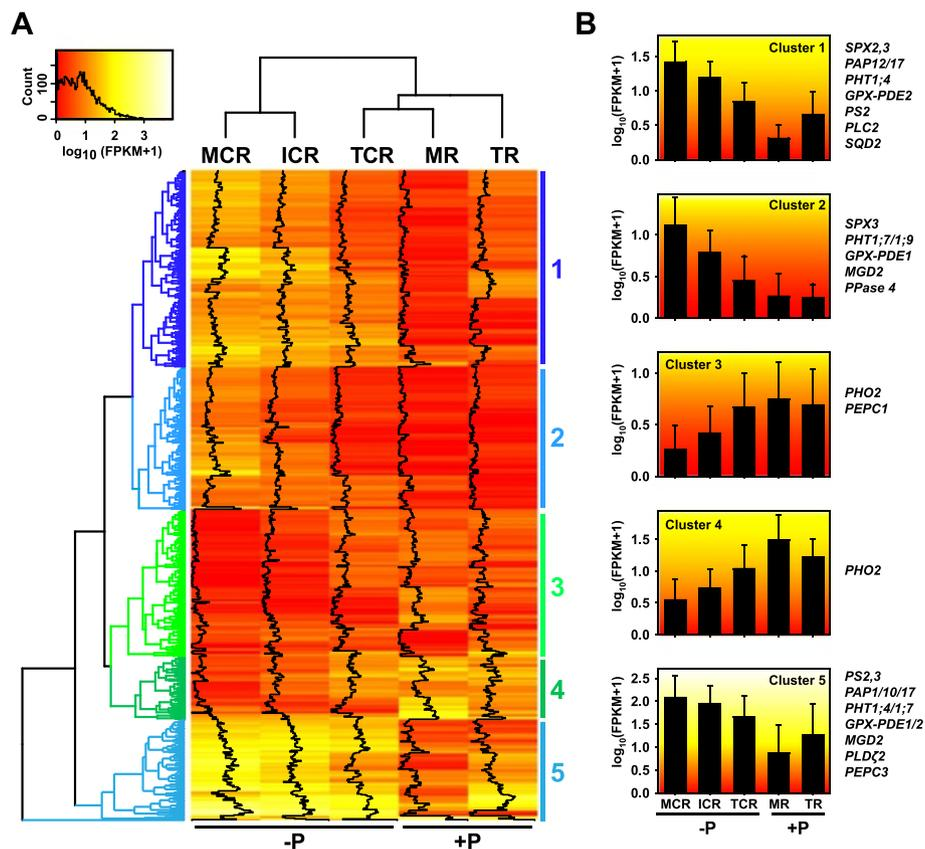 A
Count
100
0
0 1 2 3
log10 (FPKM+1)
MCR ICR TCR MR TR
1
2
3
4
5
-P +P
B
Cluster 1
log10(FPKM+1)
1.5
1.0
0.5
0.0
SPX2,3
PAP12/17
PHT1;4
GPX-PDE2
PS2
PLC2
SQD2
Cluster 2
log10(FPKM+1)
1.0
0.5
0.0
SPX3
PHT1;7/1;9
GPX-PDE1
MGD2
PPase 4
Cluster 3
log10(FPKM+1)
1.0
0.5
0.0
PHO2
PEPC1
Cluster 4
log10(FPKM+1)
1.5
1.0
0.5
0.0
PHO2
Cluster 5
log10(FPKM+1)
2.5
2.0
1.5
1.0
0.5
0.0
PS2,3
PAP1/10/17
PHT1;4/1;7
GPX-PDE1/2
MGD2
PLDζ2
PEPC3
MCR ICR TCR MR TR
-P +P